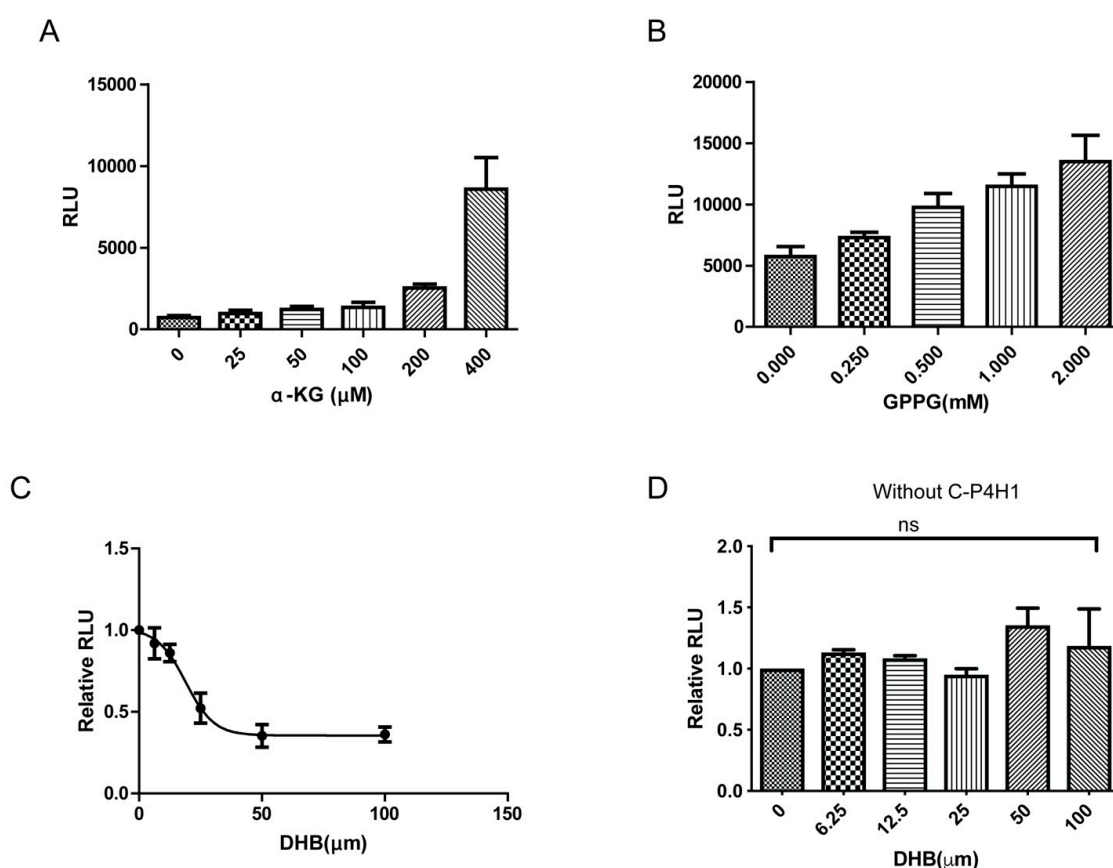 A
15000
10000
5000
0
RLU
0
25
50
100
200
400
α-KG (μM)
B
20000
15000
10000
5000
0
RLU
0.000
0.250
0.500
1.000
2.000
GPPG(mM)
C
1.5
1.0
0.5
0.0
Relative RLU
0
50
100
150
DHB(μm)
D
Without C-P4H1
ns
2.0
1.5
1.0
0.5
0.0
Relative RLU
0
6.25
12.5
25
50
100
DHB(μm)